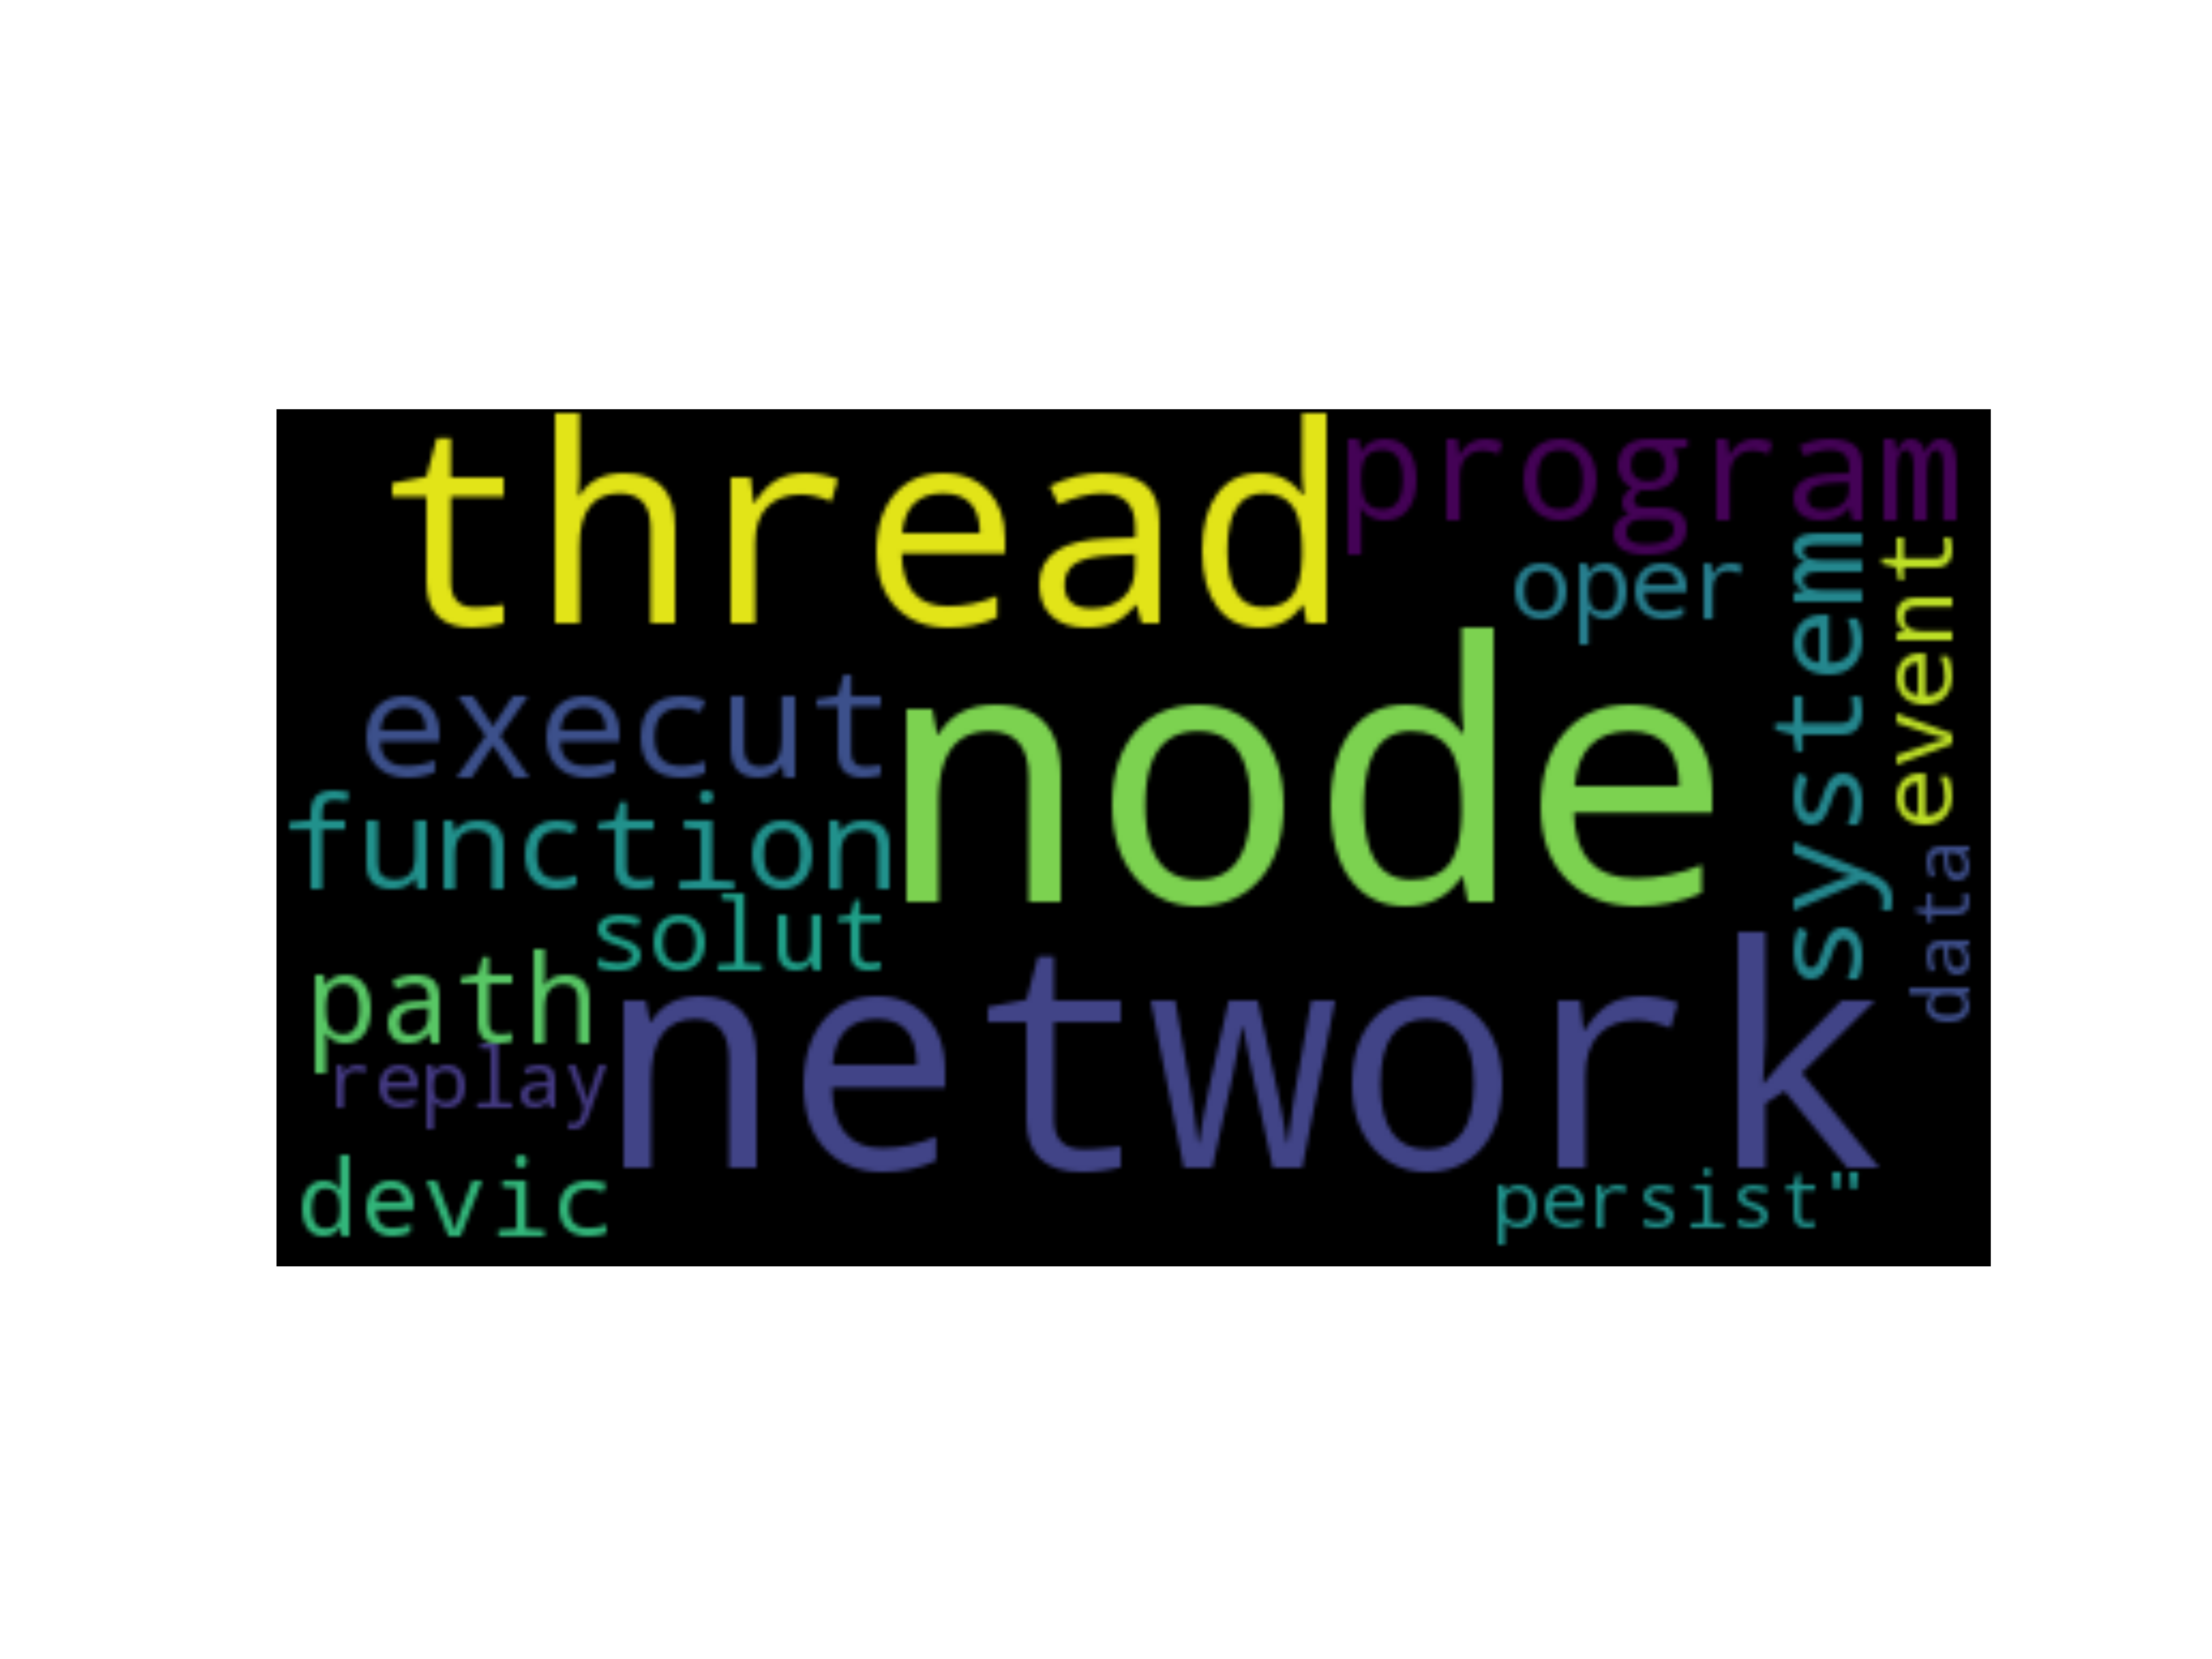 thread
program
oper
system
event
execut
node
function
data
solut
path
network
replay
devic
persist"